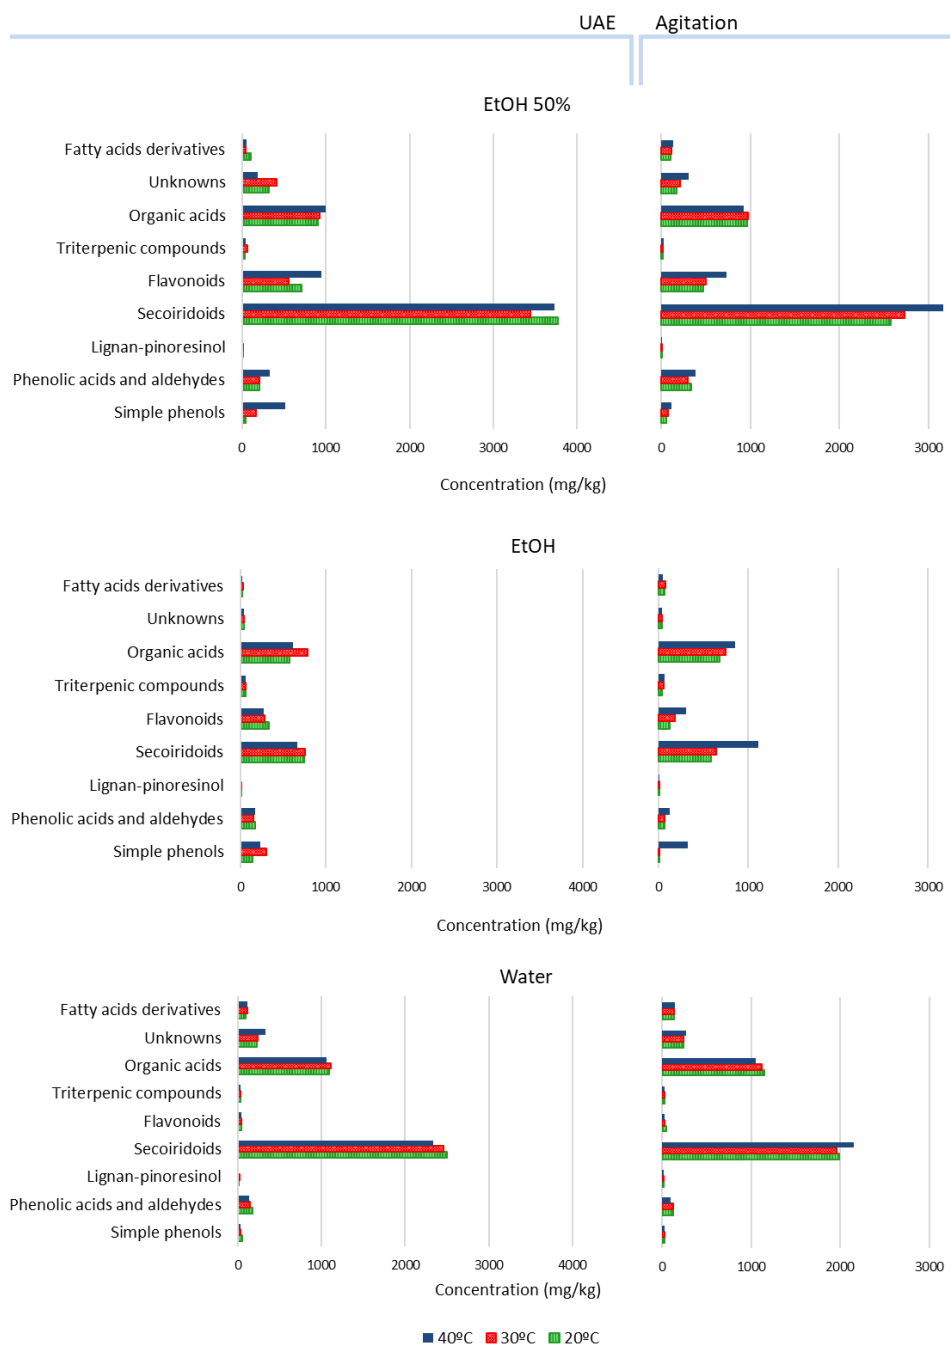 UAE Agitation
EtOH 50%
Fatty acids derivatives
Unknowns
Organic acids
Triterpenic compounds
Flavonoids
Secoiridoids
Lignan-pinoresinol
Phenolic acids and aldehydes
Simple phenols
0 1000 2000 3000 4000 0 1000 2000 3000
Concentration (mg/kg)
EtOH
Fatty acids derivatives
Unknowns
Organic acids
Triterpenic compounds
Flavonoids
Secoiridoids
Lignan-pinoresinol
Phenolic acids and aldehydes
Simple phenols
0 1000 2000 3000 4000 0 1000 2000 3000
Concentration (mg/kg)
Water
Fatty acids derivatives
Unknowns
Organic acids
Triterpenic compounds
Flavonoids
Secoiridoids
Lignan-pinoresinol
Phenolic acids and aldehydes
Simple phenols
0 1000 2000 3000 4000 0 1000 2000 3000
Concentration (mg/kg)
40ºC 30ºC 20ºC